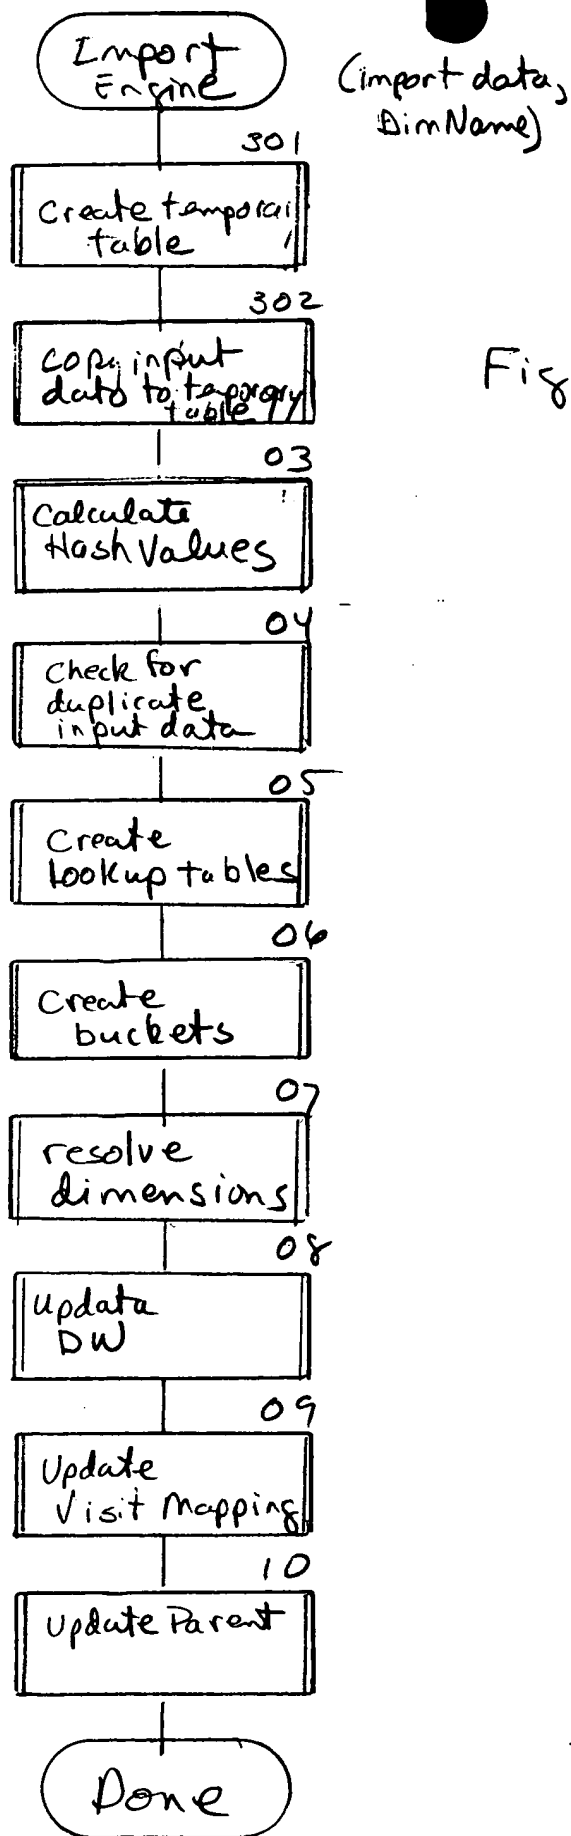 Import
Engine
(import data,
DimName)
301
Create temporary
table
302
Fig
copy input
data to temporary
table
03
Calculate
Hash Values
04
Check for
duplicate
input data
05
Create
lookup tables
06
Create
buckets
07
resolve
dimensions
08
updata
DW
09
Update
Visit Mapping
10
Update Parent
Done